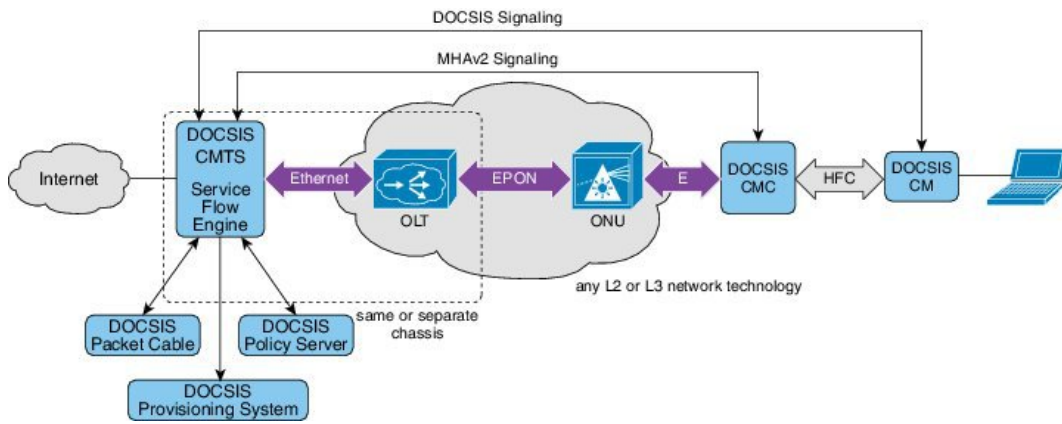 DOCSIS Signaling
MHAv2 Signaling
Internet
DOCSIS
CMTS
Service
Flow
Engine
Ethernet
OLT
EPON
ONU
E
DOCSIS
CMC
HFC
DOCSIS
CM
any L2 or L3 network technology
same or separate
chassis
DOCSIS
Packet Cable
DOCSIS
Policy Server
DOCSIS
Provisioning System